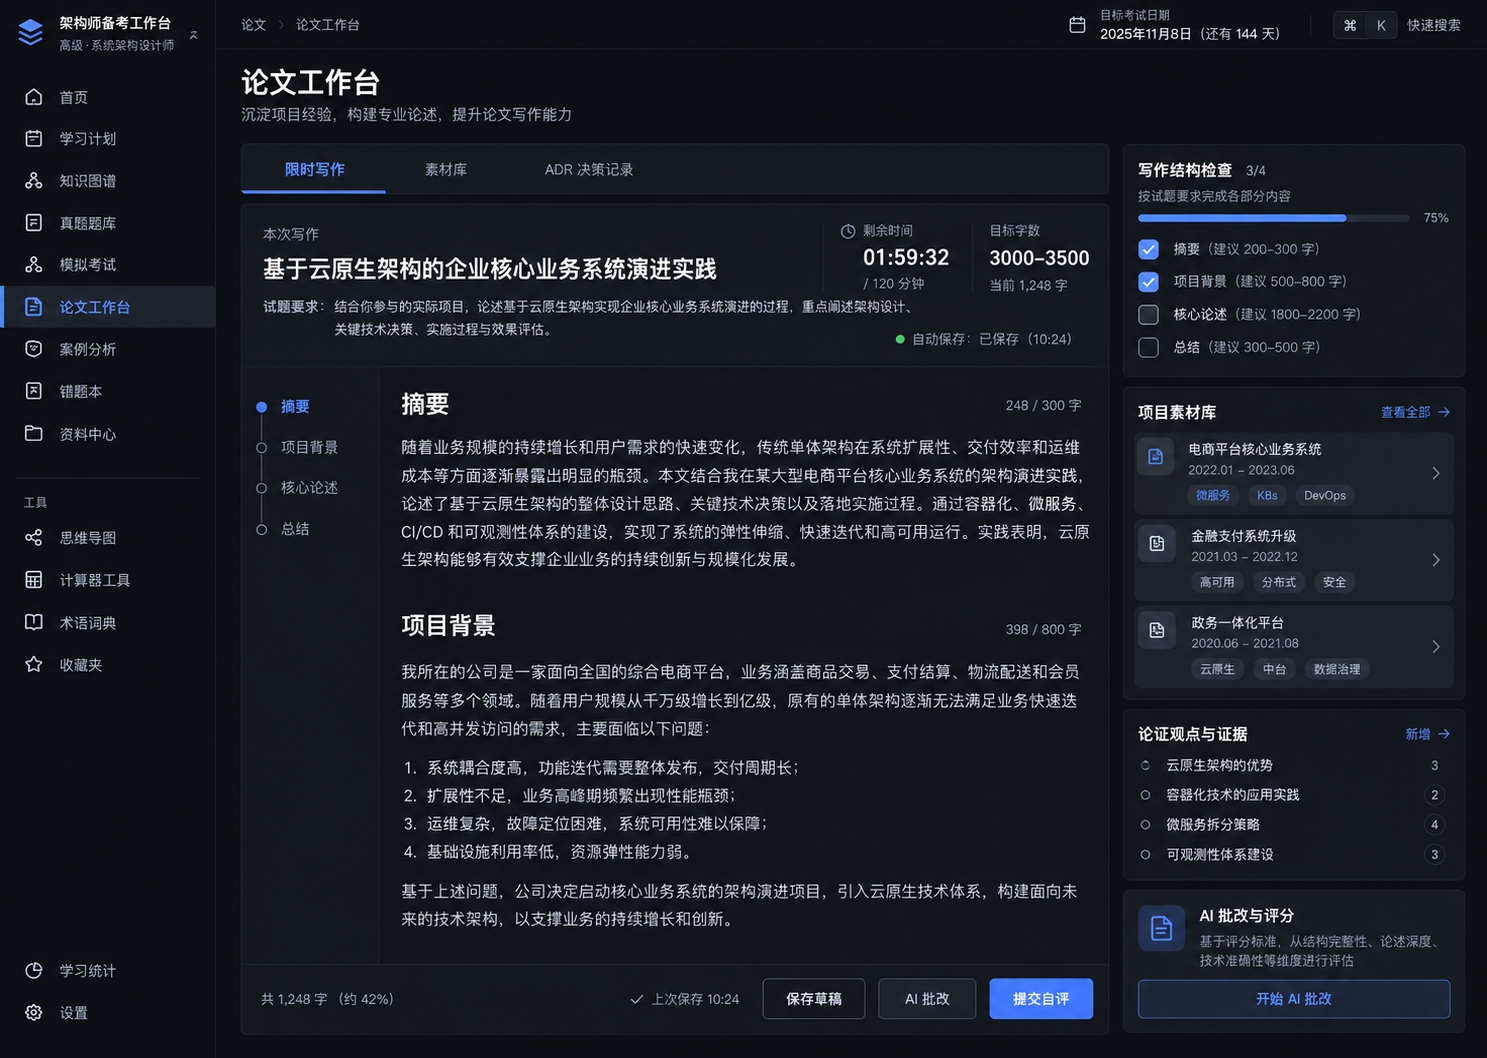 架构师备考工作台
高级 · 系统架构设计师
首页
学习计划
知识图谱
真题题库
模拟考试
论文工作台
案例分析
错题本
资料中心
工具
思维导图
计算器工具
术语词典
收藏夹
学习统计
设置
论文 > 论文工作台
目标考试日期
2025年11月8日（还有 144 天）
⌘ K 快速搜索
论文工作台
沉淀项目经验，构建专业论述，提升论文写作能力
限时写作 素材库 ADR 决策记录
本次写作
基于云原生架构的企业核心业务系统演进实践
试题要求： 结合你参与的实际项目，论述基于云原生架构实现企业核心业务系统演进的过程，重点阐述架构设计、
关键技术决策、实施过程与效果评估。
剩余时间
01:59:32
/ 120 分钟
目标字数
3000–3500
当前 1,248 字
自动保存：已保存（10:24）
摘要
项目背景
核心论述
总结
摘要 248 / 300 字
随着业务规模的持续增长和用户需求的快速变化，传统单体架构在系统扩展性、交付效率和运维
成本等方面逐渐暴露出明显的瓶颈。本文结合我在某大型电商平台核心业务系统的架构演进实践，
论述了基于云原生架构的整体设计思路、关键技术决策以及落地实施过程。通过容器化、微服务、
CI/CD 和可观测性体系的建设，实现了系统的弹性伸缩、快速迭代和高可用运行。实践表明，云原
生架构能够有效支撑企业业务的持续创新与规模化发展。
项目背景 398 / 800 字
我所在的公司是一家面向全国的综合电商平台，业务涵盖商品交易、支付结算、物流配送和会员
服务等多个领域。随着用户规模从千万级增长到亿级，原有的单体架构逐渐无法满足业务快速迭
代和高并发访问的需求，主要面临以下问题：
1. 系统耦合度高，功能迭代需要整体发布，交付周期长；
2. 扩展性不足，业务高峰期频繁出现性能瓶颈；
3. 运维复杂，故障定位困难，系统可用性难以保障；
4. 基础设施利用率低，资源弹性能力弱。
基于上述问题，公司决定启动核心业务系统的架构演进项目，引入云原生技术体系，构建面向未
来的技术架构，以支撑业务的持续增长和创新。
共 1,248 字 （约 42%）
上次保存 10:24
保存草稿
AI 批改
提交自评
写作结构检查 3/4
按试题要求完成各部分内容
75%
摘要（建议 200–300 字）
项目背景（建议 500–800 字）
核心论述（建议 1800–2200 字）
总结（建议 300–500 字）
项目素材库 查看全部 →
电商平台核心业务系统
2022.01 – 2023.06
微服务 K8s DevOps
金融支付系统升级
2021.03 – 2022.12
高可用 分布式 安全
政务一体化平台
2020.06 – 2021.08
云原生 中台 数据治理
论证观点与证据 新增 →
云原生架构的优势 3
容器化技术的应用实践 2
微服务拆分策略 4
可观测性体系建设 3
AI 批改与评分
基于评分标准，从结构完整性、论述深度、
技术准确性等维度进行评估
开始 AI 批改